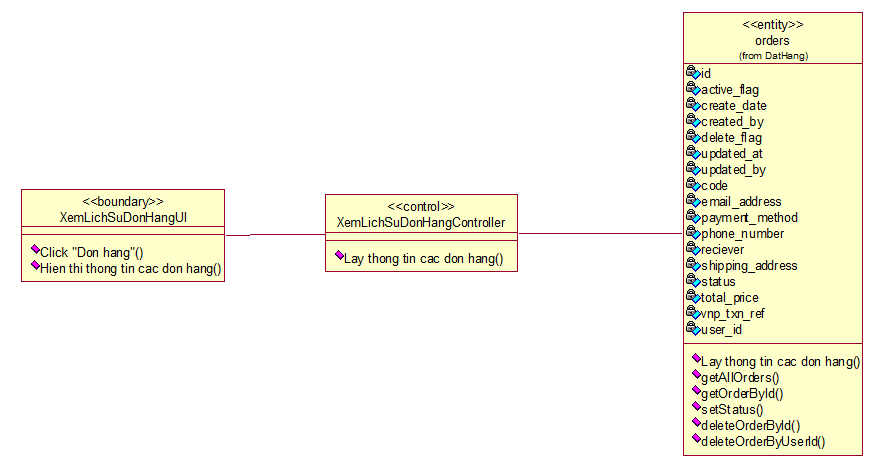 <<boundary>>
XemLichSuDonHangUI
Click "Don hang"()
Hien thi thong tin cac don hang()
<<control>>
XemLichSuDonHangController
Lay thong tin cac don hang()
<<entity>>
orders
(from DatHang)
id
active_flag
create_date
created_by
delete_flag
updated_at
updated_by
code
email_address
payment_method
phone_number
reciever
shipping_address
status
total_price
vnp_txn_ref
user_id
Lay thong tin cac don hang()
getAllOrders()
getOrderById()
setStatus()
deleteOrderById()
deleteOrderByUserId()